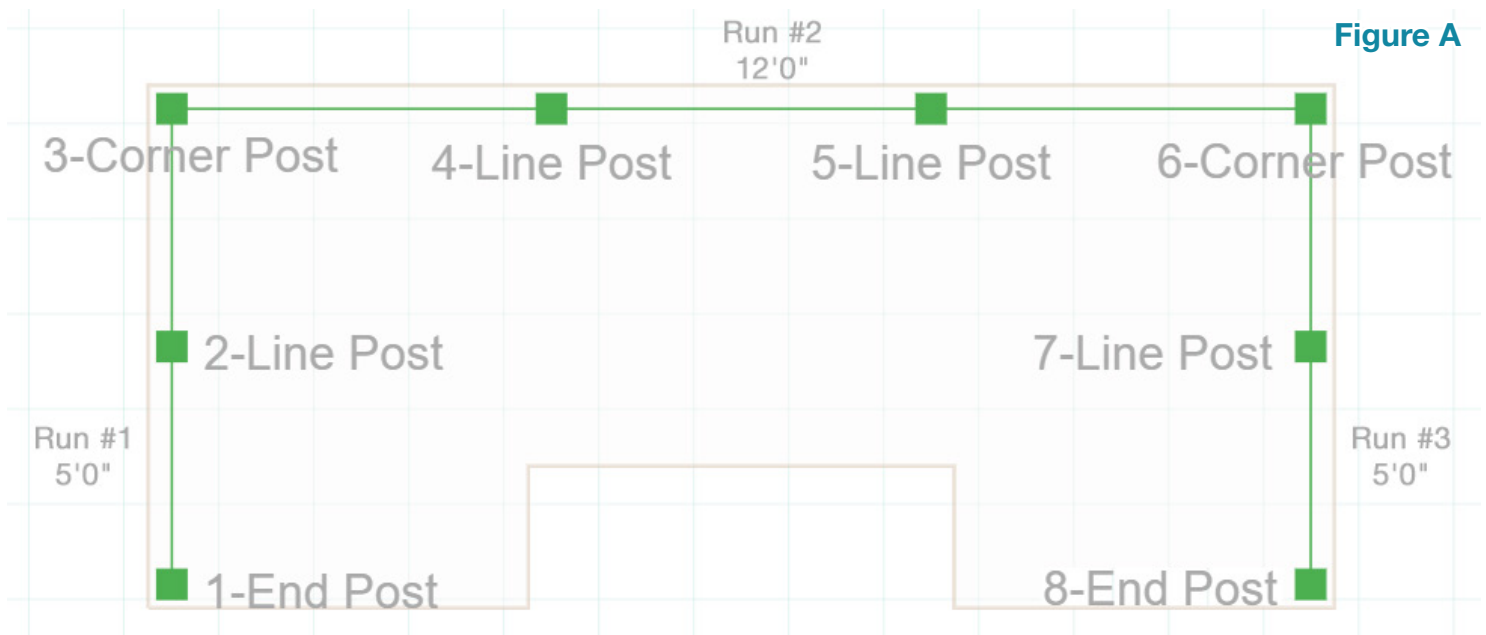 Run #2
12'0"
Figure A
3-Corner Post
4-Line Post
5-Line Post
6-Corner Post
2-Line Post
7-Line Post
Run #1
5'0"
Run #3
5'0"
1-End Post
8-End Post